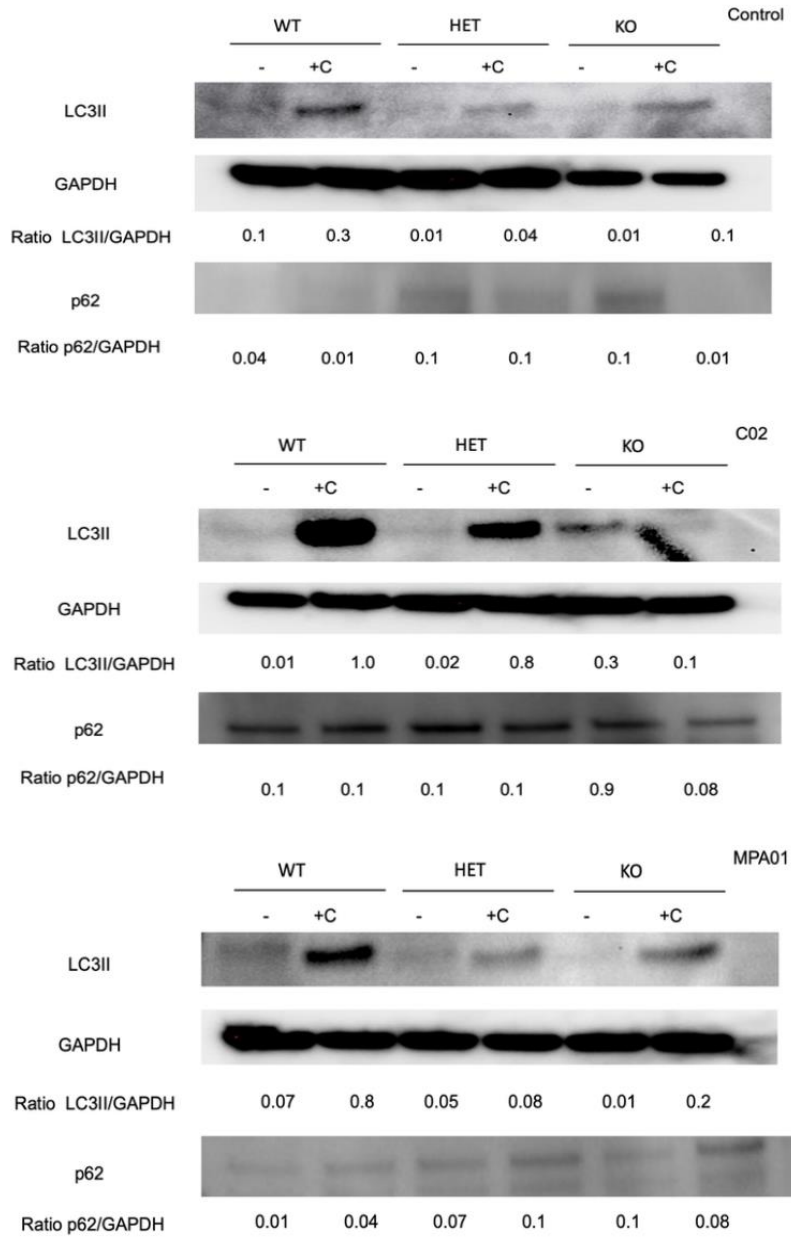 Control
WT HET KO
- +C - +C - +C
LC3II
GAPDH
Ratio LC3II/GAPDH 0.1 0.3 0.01 0.04 0.01 0.1
p62
Ratio p62/GAPDH 0.04 0.01 0.1 0.1 0.1 0.01
C02
WT HET KO
- +C - +C - +C
LC3II
GAPDH
Ratio LC3II/GAPDH 0.01 1.0 0.02 0.8 0.3 0.1
p62
Ratio p62/GAPDH 0.1 0.1 0.1 0.1 0.9 0.08
MPA01
WT HET KO
- +C - +C - +C
LC3II
GAPDH
Ratio LC3II/GAPDH 0.07 0.8 0.05 0.08 0.01 0.2
p62
Ratio p62/GAPDH 0.01 0.04 0.07 0.1 0.1 0.08